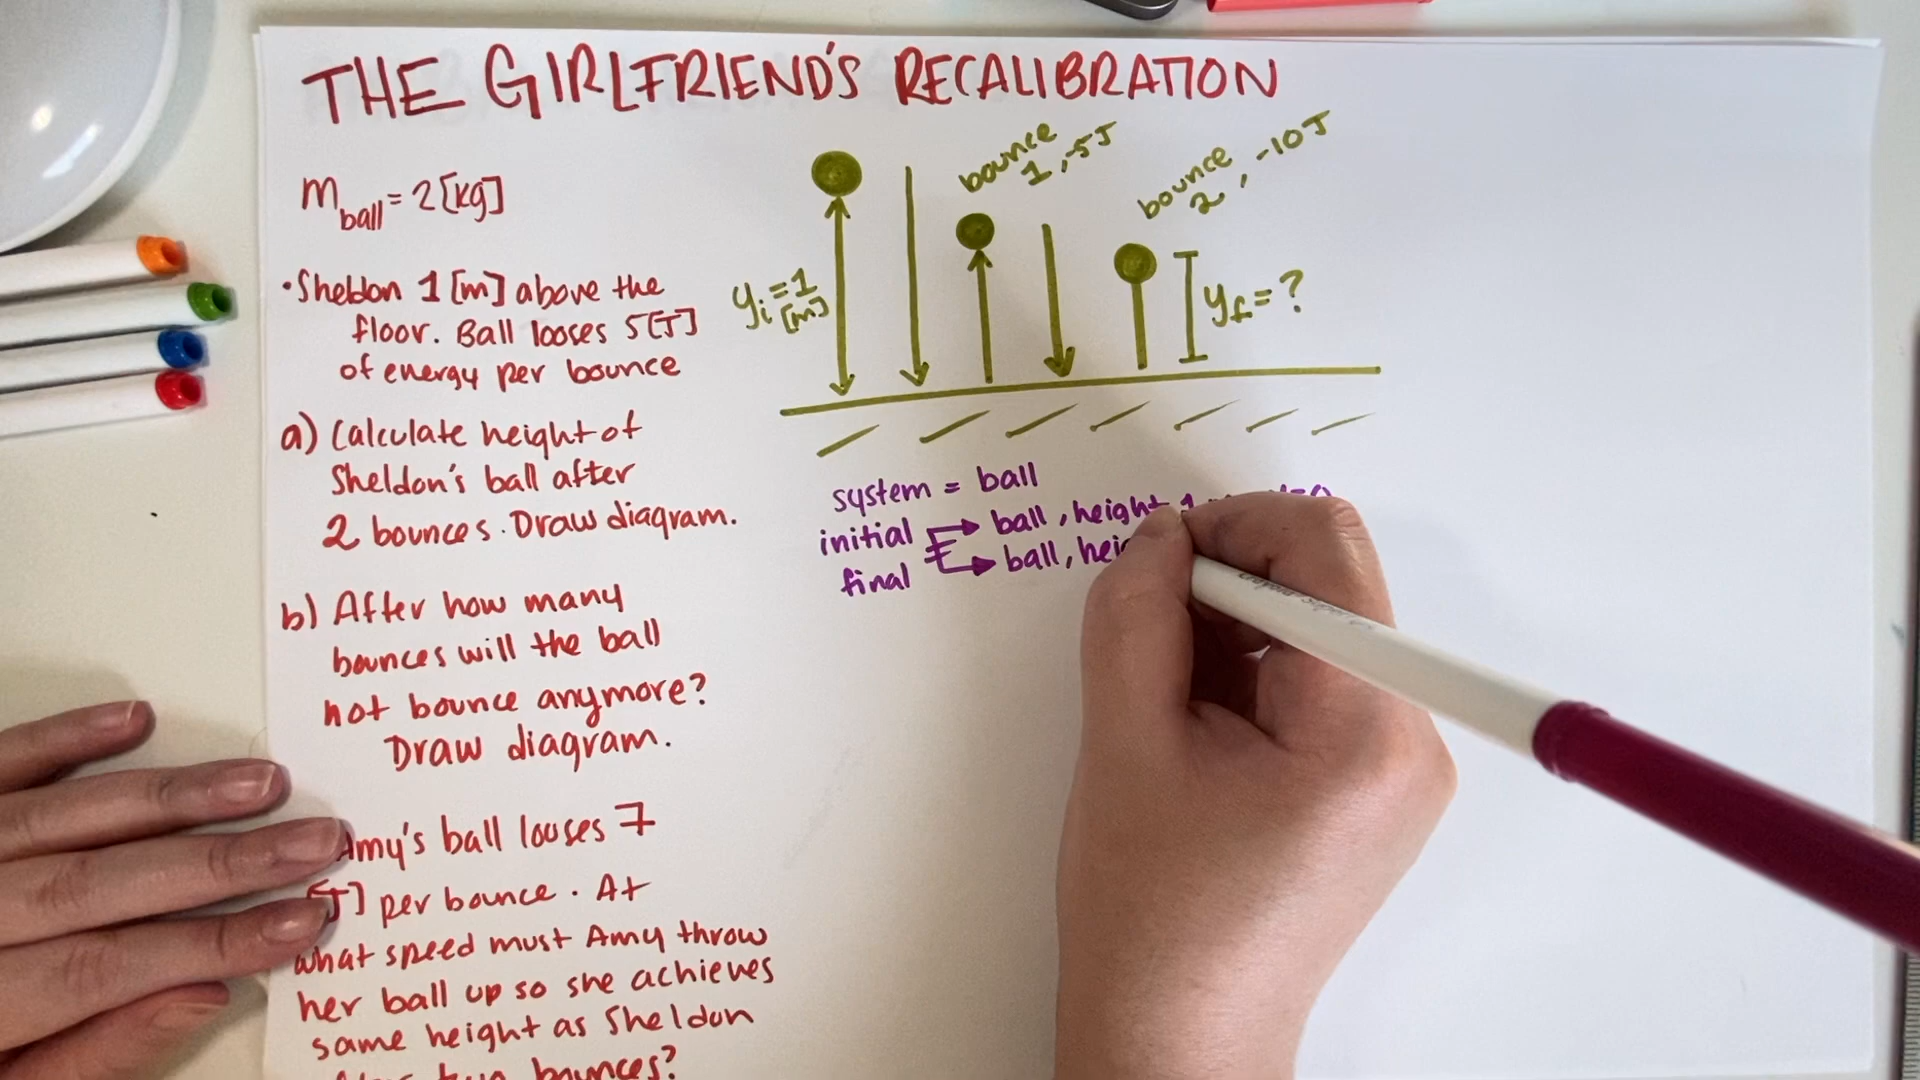 THE GIRLFRIEND'S RECALIBRATION
m ball = 2 [kg]
• Sheldon 1 [m] above the
floor. Ball looses 5 [J]
of energy per bounce
a) Calculate height of
Sheldon's ball after
2 bounces. Draw diagram.
b) After how many
bounces will the ball
not bounce anymore?
Draw diagram.
Amy's ball looses 7
[J] per bounce. At
what speed must Amy throw
her ball up so she achieves
same height as Sheldon
two bounces?
bounce
1, -5J
bounce, -10J
2
yi = 1
[m]
yf = ?
system = ball
initial → ball, height 1
final → ball,